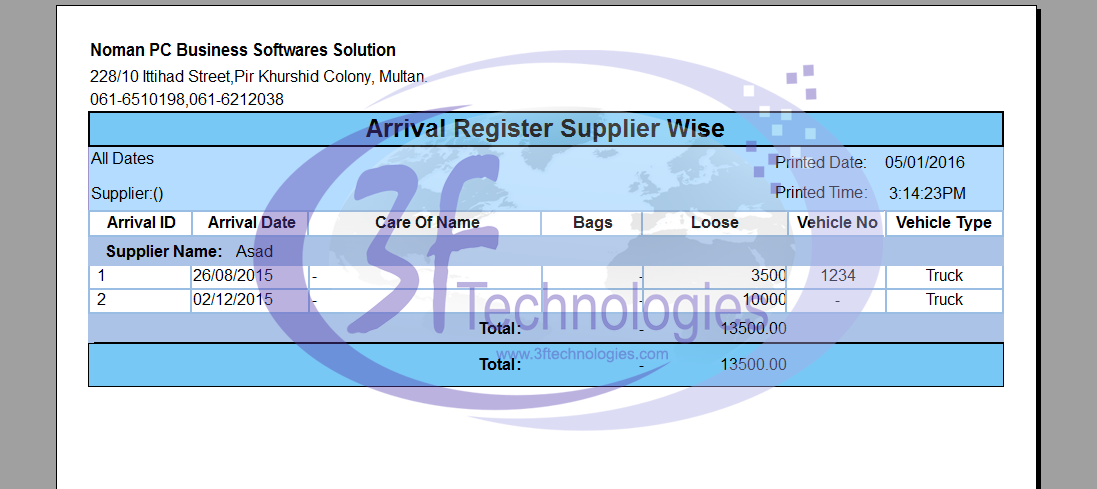 Noman PC Business Softwares Solution
228/10 Ittihad Street,Pir Khurshid Colony, Multan.
061-6510198,061-6212038
Arrival Register Supplier Wise
All Dates Printed Date: 05/01/2016
Supplier:() Printed Time: 3:14:23PM
Arrival ID Arrival Date Care Of Name Bags Loose Vehicle No Vehicle Type
Supplier Name: Asad
1 26/08/2015 - - 3500 1234 Truck
2 02/12/2015 - - 10000 - Truck
Total: - 13500.00
Total: - 13500.00
3f Technologies
www.3ftechnologies.com